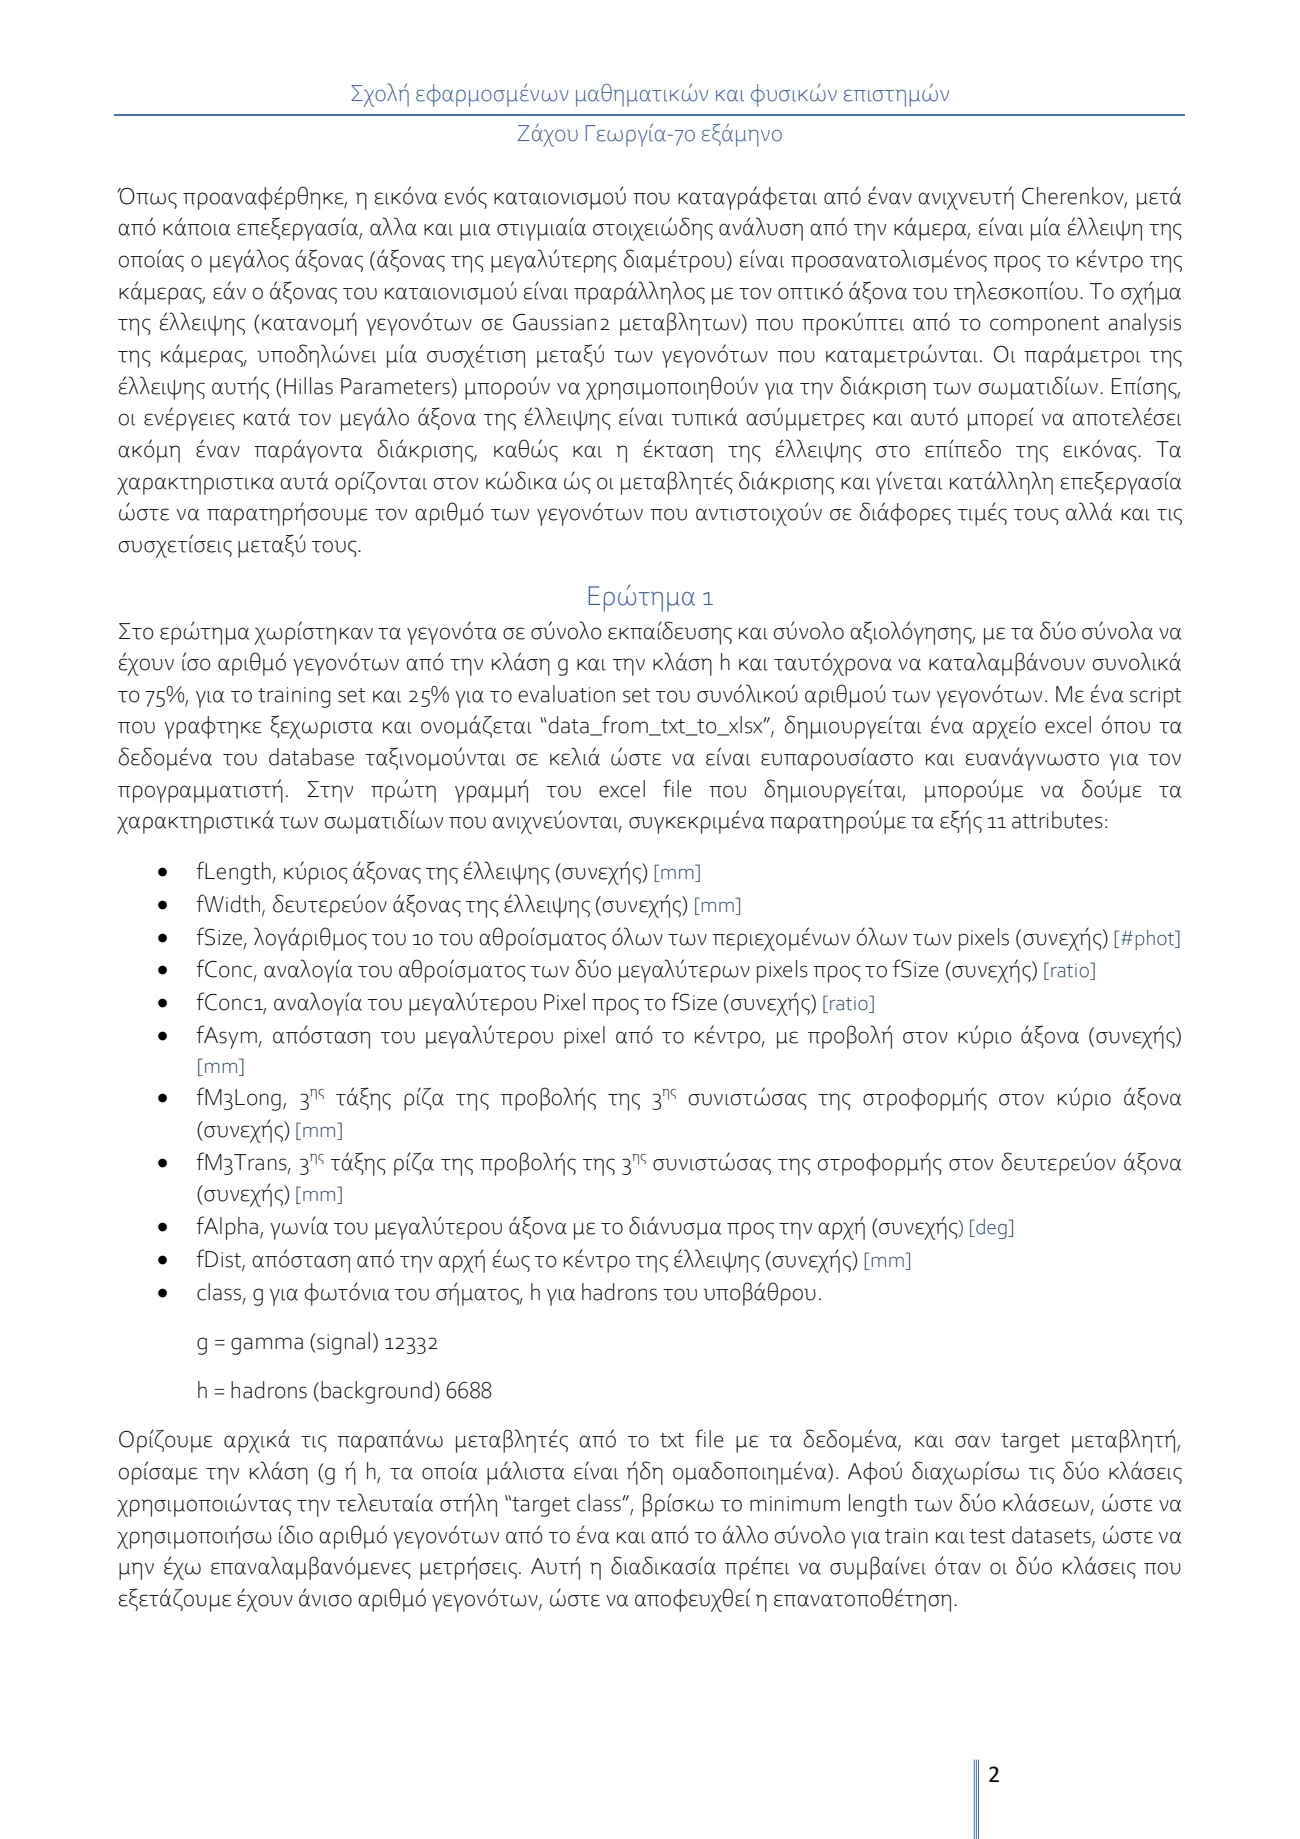 Σχολή εφαρμοσμένων μαθηματικών και φυσικών επιστημών
Ζάχου Γεωργία-7ο εξάμηνο
Όπως προαναφέρθηκε, η εικόνα ενός καταιονισμού που καταγράφεται από έναν ανιχνευτή Cherenkov, μετά
από κάποια επεξεργασία, αλλα και μια στιγμιαία στοιχειώδης ανάλυση από την κάμερα, είναι μία έλλειψη της
οποίας ο μεγάλος άξονας (άξονας της μεγαλύτερης διαμέτρου) είναι προσανατολισμένος προς το κέντρο της
κάμερας, εάν ο άξονας του καταιονισμού είναι πραράλληλος με τον οπτικό άξονα του τηλεσκοπίου. Το σχήμα
της έλλειψης (κατανομή γεγονότων σε Gaussian2 μεταβλητων) που προκύπτει από το component analysis
της κάμερας, υποδηλώνει μία συσχέτιση μεταξύ των γεγονότων που καταμετρώνται. Οι παράμετροι της
έλλειψης αυτής (Hillas Parameters) μπορούν να χρησιμοποιηθούν για την διάκριση των σωματιδίων. Επίσης,
οι ενέργειες κατά τον μεγάλο άξονα της έλλειψης είναι τυπικά ασύμμετρες και αυτό μπορεί να αποτελέσει
ακόμη έναν παράγοντα διάκρισης, καθώς και η έκταση της έλλειψης στο επίπεδο της εικόνας. Τα
χαρακτηριστικα αυτά ορίζονται στον κώδικα ώς οι μεταβλητές διάκρισης και γίνεται κατάλληλη επεξεργασία
ώστε να παρατηρήσουμε τον αριθμό των γεγονότων που αντιστοιχούν σε διάφορες τιμές τους αλλά και τις
συσχετίσεις μεταξύ τους.
Ερώτημα 1
Στο ερώτημα χωρίστηκαν τα γεγονότα σε σύνολο εκπαίδευσης και σύνολο αξιολόγησης, με τα δύο σύνολα να
έχουν ίσο αριθμό γεγονότων από την κλάση g και την κλάση h και ταυτόχρονα να καταλαμβάνουν συνολικά
το 75%, για το training set και 25% για το evaluation set του συνόλικού αριθμού των γεγονότων. Με ένα script
που γραφτηκε ξεχωριστα και ονομάζεται “data_from_txt_to_xlsx”, δημιουργείται ένα αρχείο excel όπου τα
δεδομένα του database ταξινομούνται σε κελιά ώστε να είναι ευπαρουσίαστο και ευανάγνωστο για τον
προγραμματιστή. Στην πρώτη γραμμή του excel file που δημιουργείται, μπορούμε να δούμε τα
χαρακτηριστικά των σωματιδίων που ανιχνεύονται, συγκεκριμένα παρατηρούμε τα εξής 11 attributes:
• fLength, κύριος άξονας της έλλειψης (συνεχής) [mm]
• fWidth, δευτερεύον άξονας της έλλειψης (συνεχής) [mm]
• fSize, λογάριθμος του 10 του αθροίσματος όλων των περιεχομένων όλων των pixels (συνεχής) [#phot]
• fConc, αναλογία του αθροίσματος των δύο μεγαλύτερων pixels προς το fSize (συνεχής) [ratio]
• fConc1, αναλογία του μεγαλύτερου Pixel προς το fSize (συνεχής) [ratio]
• fAsym, απόσταση του μεγαλύτερου pixel από το κέντρο, με προβολή στον κύριο άξονα (συνεχής)
[mm]
• fM3Long, 3ης τάξης ρίζα της προβολής της 3ης συνιστώσας της στροφορμής στον κύριο άξονα
(συνεχής) [mm]
• fM3Trans, 3ης τάξης ρίζα της προβολής της 3ης συνιστώσας της στροφορμής στον δευτερεύον άξονα
(συνεχής) [mm]
• fAlpha, γωνία του μεγαλύτερου άξονα με το διάνυσμα προς την αρχή (συνεχής) [deg]
• fDist, απόσταση από την αρχή έως το κέντρο της έλλειψης (συνεχής) [mm]
• class, g για φωτόνια του σήματος, h για hadrons του υποβάθρου.
g = gamma (signal) 12332
h = hadrons (background) 6688
Ορίζουμε αρχικά τις παραπάνω μεταβλητές από το txt file με τα δεδομένα, και σαν target μεταβλητή,
ορίσαμε την κλάση (g ή h, τα οποία μάλιστα είναι ήδη ομαδοποιημένα). Αφού διαχωρίσω τις δύο κλάσεις
χρησιμοποιώντας την τελευταία στήλη “target class”, βρίσκω το minimum length των δύο κλάσεων, ώστε να
χρησιμοποιήσω ίδιο αριθμό γεγονότων από το ένα και από το άλλο σύνολο για train και test datasets, ώστε να
μην έχω επαναλαμβανόμενες μετρήσεις. Αυτή η διαδικασία πρέπει να συμβαίνει όταν οι δύο κλάσεις που
εξετάζουμε έχουν άνισο αριθμό γεγονότων, ώστε να αποφευχθεί η επανατοποθέτηση.
2